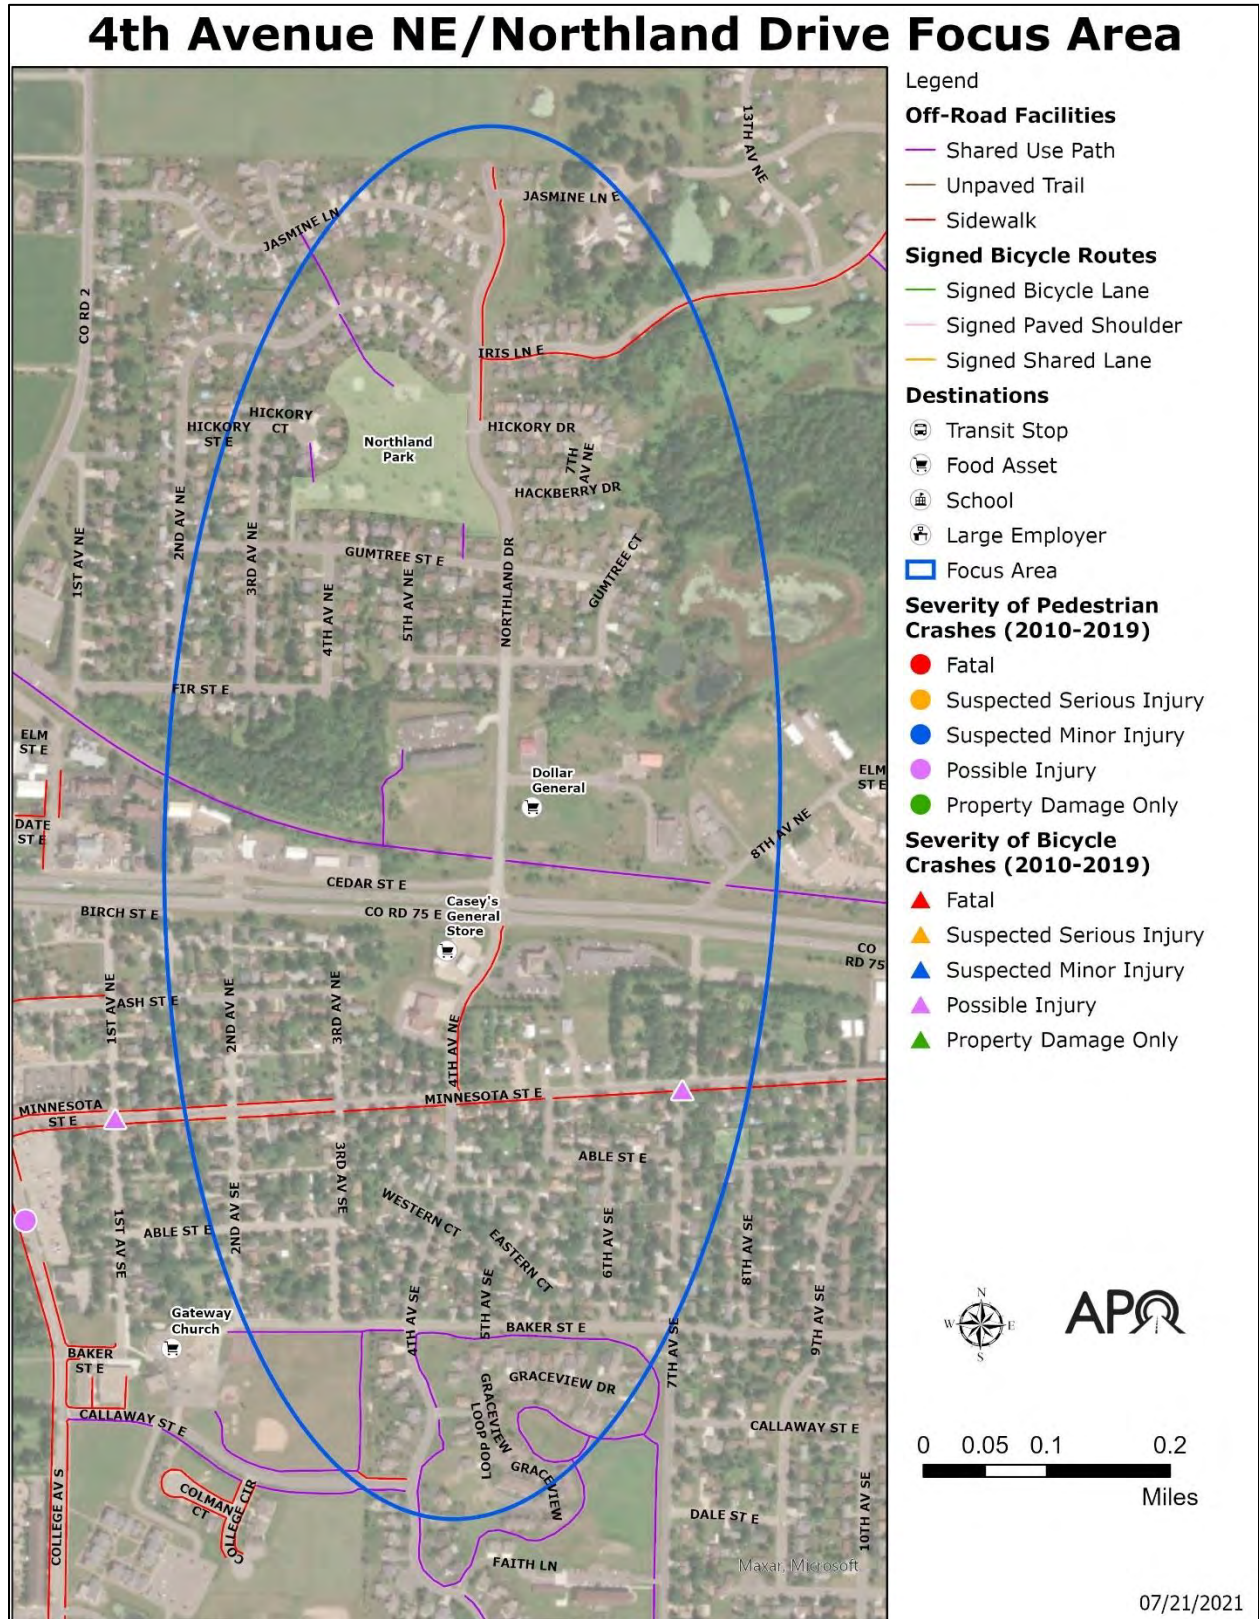 4th Avenue NE/Northland Drive Focus Area
Legend
Off-Road Facilities
Shared Use Path
Unpaved Trail
Sidewalk
Signed Bicycle Routes
Signed Bicycle Lane
Signed Paved Shoulder
Signed Shared Lane
Destinations
Transit Stop
Food Asset
School
Large Employer
Focus Area
Severity of Pedestrian
Crashes (2010-2019)
Fatal
Suspected Serious Injury
Suspected Minor Injury
Possible Injury
Property Damage Only
Severity of Bicycle
Crashes (2010-2019)
Fatal
Suspected Serious Injury
Suspected Minor Injury
Possible Injury
Property Damage Only
N
W
E
S
APO
0 0.05 0.1 0.2
Miles
07/21/2021
13TH AV NE
JASMINE LN E
JASMINE LN
CO RD 2
IRIS LN E
HICKORY
CT
HICKORY
ST E
HICKORY DR
Northland
Park
7TH
AV NE
HACKBERRY DR
2ND AV NE
1ST AV NE
3RD AV NE
GUMTREE ST E
GUMTREE CT
4TH AV NE
5TH AV NE
NORTHLAND DR
FIR ST E
ELM
ST E
Dollar
General
ELM
ST E
DATE
ST E
8TH AV NE
CEDAR ST E
BIRCH ST E
CO RD 75 E
Casey's
General
Store
CO
RD 75
ASH ST E
1ST AV NE
2ND AV NE
3RD AV NE
4TH AV NE
MINNESOTA
ST E
MINNESOTA ST E
ABLE ST E
3RD AV SE
WESTERN CT
1ST AV SE
ABLE ST E
2ND AV SE
EASTERN CT
6TH AV SE
8TH AV SE
4TH AV SE
5TH AV SE
Gateway
Church
BAKER ST E
7TH AV SE
9TH AV SE
BAKER
ST E
GRACEVIEW DR
GRACEVIEW
LOOP
CALLAWAY ST E
CALLAWAY ST E
GRACEVIEW
COLMAN
CT
COLLEGE CIR
COLLEGE AV S
DALE ST E
10TH AV SE
FAITH LN
Maxar, Microsoft